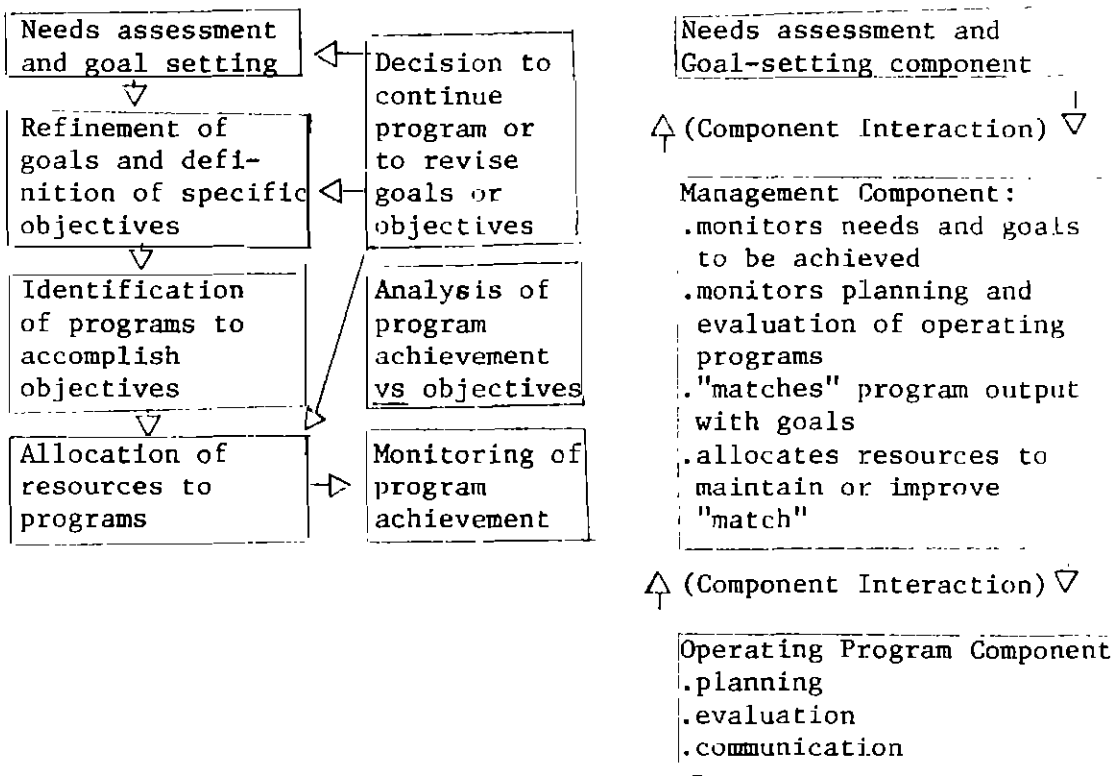 Needs assessment
and goal setting
Refinement of
goals and defi-
nition of specific
objectives
Identification
of programs to
accomplish
objectives
Allocation of
resources to
programs
Decision to
continue
program or
to revise
goals or
objectives
Analysis of
program
achievement
vs objectives
Monitoring of
program
achievement
Needs assessment and
Goal-setting component
(Component Interaction)
Management Component:
.monitors needs and goals
to be achieved
.monitors planning and
evaluation of operating
programs
."matches" program output
with goals
.allocates resources to
maintain or improve
"match"
(Component Interaction)
Operating Program Component
.planning
.evaluation
.communication